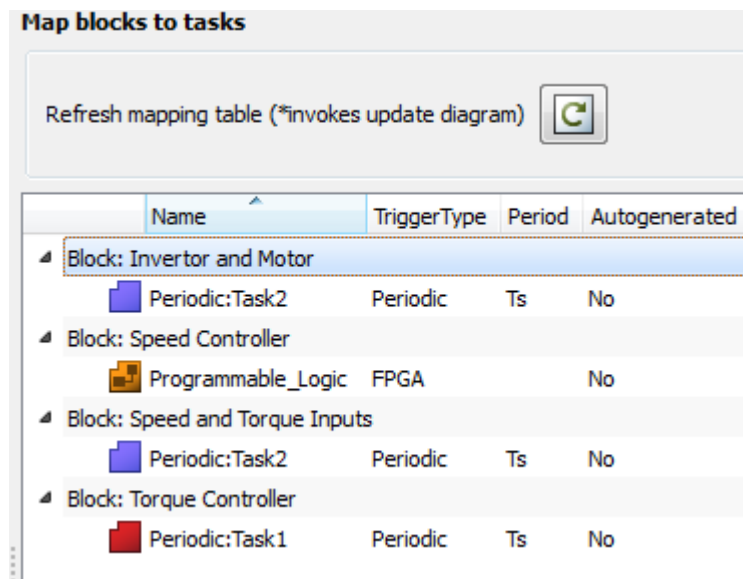 Map blocks to tasks
Refresh mapping table (*invokes update diagram)
Name TriggerType Period Autogenerated
Block: Invertor and Motor
Periodic:Task2 Periodic Ts No
Block: Speed Controller
Programmable_Logic FPGA No
Block: Speed and Torque Inputs
Periodic:Task2 Periodic Ts No
Block: Torque Controller
Periodic:Task1 Periodic Ts No